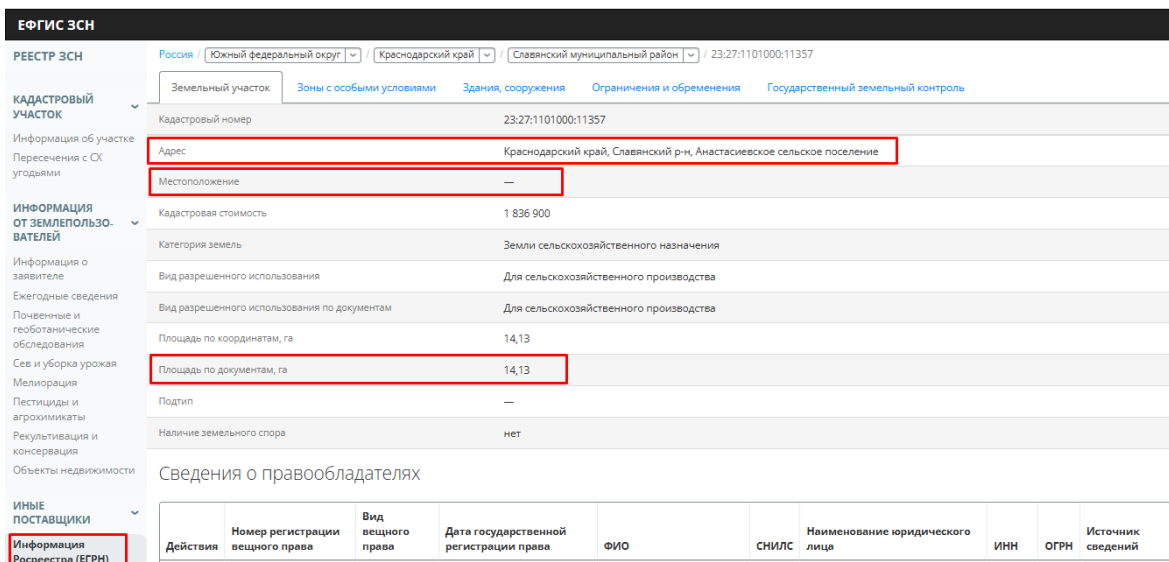 ЕФГИС ЗСН
РЕЕСТР ЗСН
КАДАСТРОВЫЙ
УЧАСТОК
Информация об участке
Пересечения с СХ
угодьями
ИНФОРМАЦИЯ
ОТ ЗЕМЛЕПОЛЬЗО-
ВАТЕЛЕЙ
Информация о
заявителе
Ежегодные сведения
Почвенные и
геоботанические
обследования
Сев и уборка урожая
Мелиорация
Пестициды и
агрохимикаты
Рекультивация и
консервация
Объекты недвижимости
ИНЫЕ
ПОСТАВЩИКИ
Информация
Росреестра (ЕГРН)
Россия / Южный федеральный округ / Краснодарский край / Славянский муниципальный район / 23:27:1101000:11357
Земельный участок Зоны с особыми условиями Здания, сооружения Ограничения и обременения Государственный земельный контроль
Кадастровый номер 23:27:1101000:11357
Адрес Краснодарский край, Славянский р-н, Анастасиевское сельское поселение
Местоположение —
Кадастровая стоимость 1 836 900
Категория земель Земли сельскохозяйственного назначения
Вид разрешенного использования Для сельскохозяйственного производства
Вид разрешенного использования по документам Для сельскохозяйственного производства
Площадь по координатам, га 14,13
Площадь по документам, га 14,13
Подтип —
Наличие земельного спора нет
Сведения о правообладателях
Действия Номер регистрации вещного права Вид вещного права Дата государственной регистрации права ФИО СНИЛС Наименование юридического лица ИНН ОГРН Источник сведений